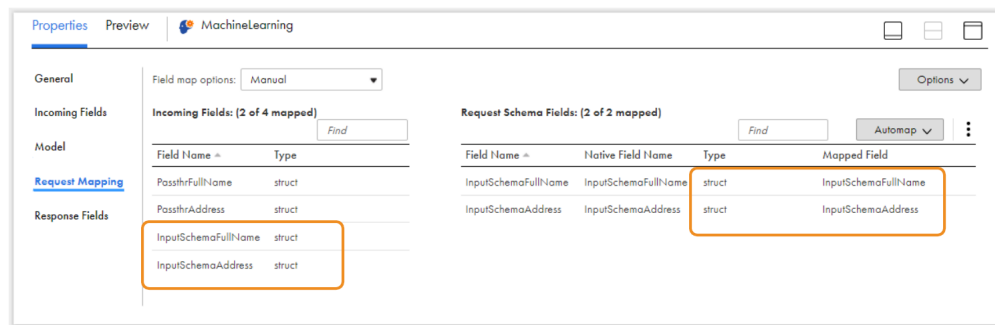 Properties Preview MachineLearning
General
Incoming Fields
Model
Request Mapping
Response Fields
Field map options: Manual
Options
Incoming Fields: (2 of 4 mapped)
Find
Field Name Type
PassthrFullName struct
PassthrAddress struct
InputSchemaFullName struct
InputSchemaAddress struct
Request Schema Fields: (2 of 2 mapped)
Find
Automap
Field Name Native Field Name Type Mapped Field
InputSchemaFullName InputSchemaFullName struct InputSchemaFullName
InputSchemaAddress InputSchemaAddress struct InputSchemaAddress